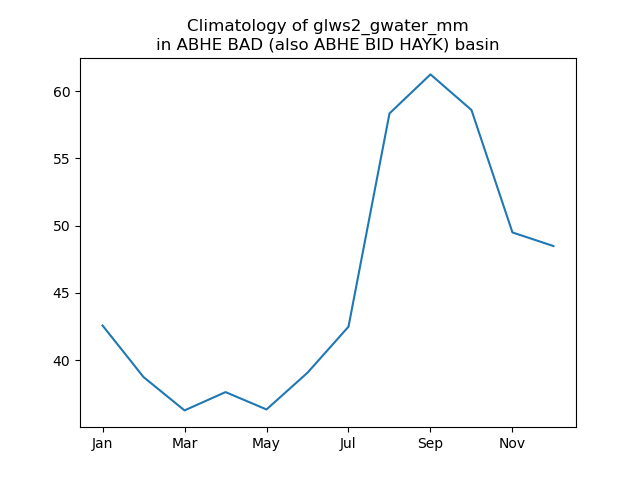 Climatology of glws2_gwater_mm
in ABHE BAD (also ABHE BID HAYK) basin
60
55
50
45
40
Jan Mar May Jul Sep Nov